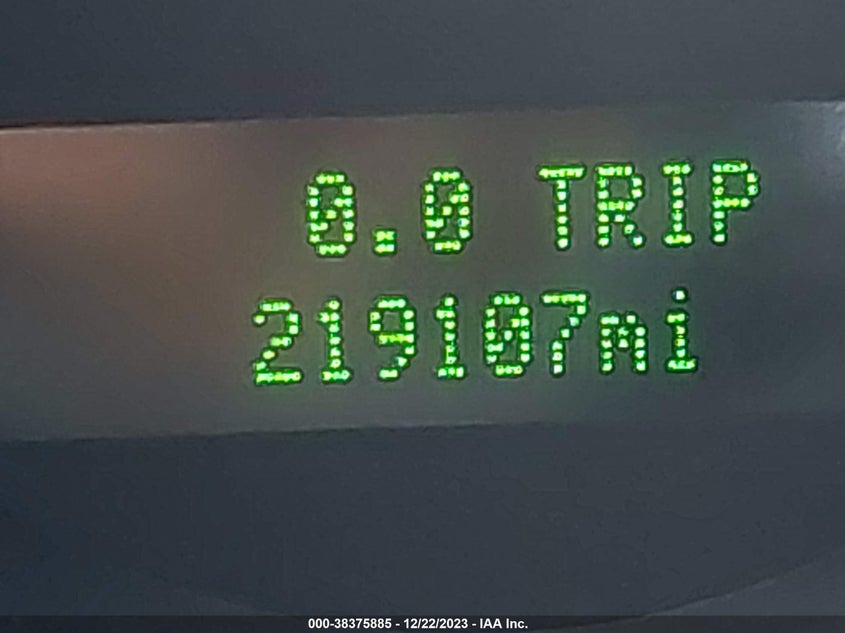 0.0 TRIP
219107mi
000-38375885 - 12/22/2023 - IAA Inc.